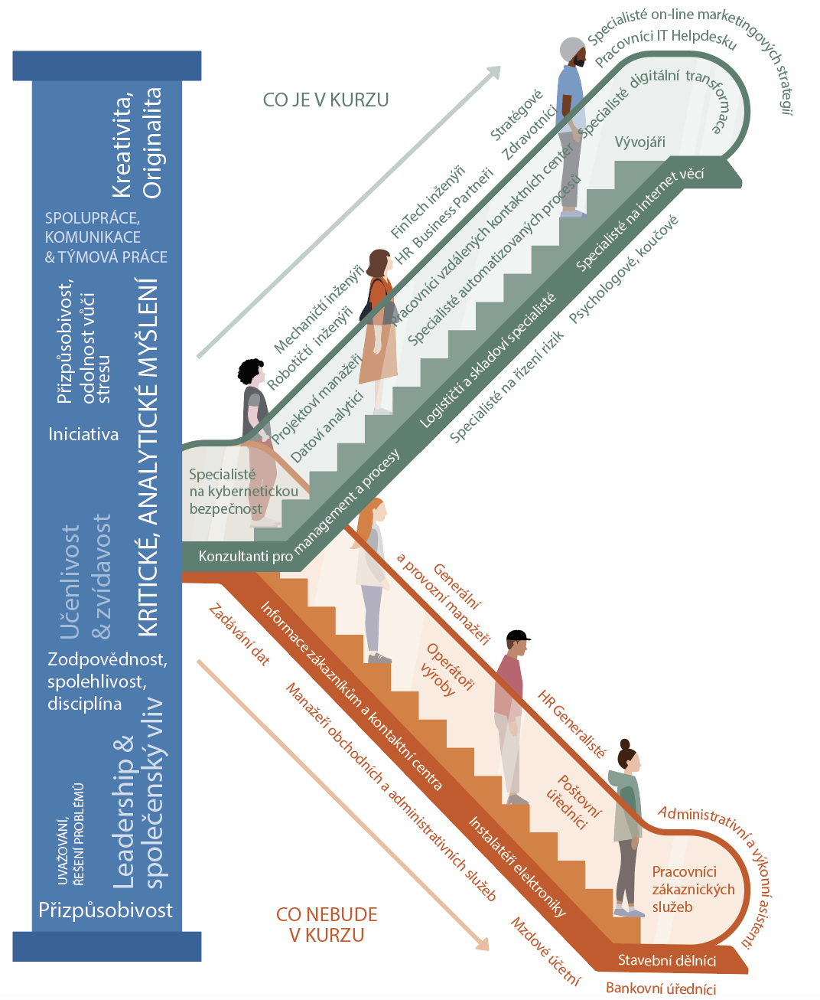 Kreativita,
Originalita
SPOLUPRÁCE,
KOMUNIKACE
& TÝMOVÁ PRÁCE
Přizpůsobivost,
odolnost vůči
stresu
KRITICKÉ, ANALYTICKÉ MYŠLENÍ
Iniciativa
Učenlivost
& zvídavost
Zodpovědnost,
spolehlivost,
disciplína
Leadership &
společenský vliv
UVAŽOVÁNÍ,
ŘEŠENÍ PROBLÉMŮ
Přizpůsobivost
CO JE V KURZU
Specialisté on-line marketingových strategií
Pracovníci IT Helpdesku
Specialisté digitální transformace
Vývojáři
Stratégové
Zdravotníci
FinTech inženýři
HR Business Partneři
Pracovníci vzdálených kontaktních center
Specialisté automatizovaných procesů
Mechaničtí inženýři
Robotičtí inženýři
Projektoví manažeři
Datoví analytici
Specialisté
na kybernetickou
bezpečnost
Konzultanti pro management a procesy
Logističtí a skladoví specialisté
Specialisté na internet věcí
Specialisté na řízení rizik
Psychologové, koučové
Generální
a provozní manažeři
Operátoři
výroby
HR Generalisté
Poštovní
úředníci
Administrativní a výkonní asistenti
Pracovníci
zákaznických
služeb
Informace zákazníkům a kontaktní centra
Instalatéři elektroniky
Stavební dělníci
Zadávání dat
Manažeři obchodních a administrativních služeb
Mzdové účetní
Bankovní úředníci
CO NEBUDE
V KURZU